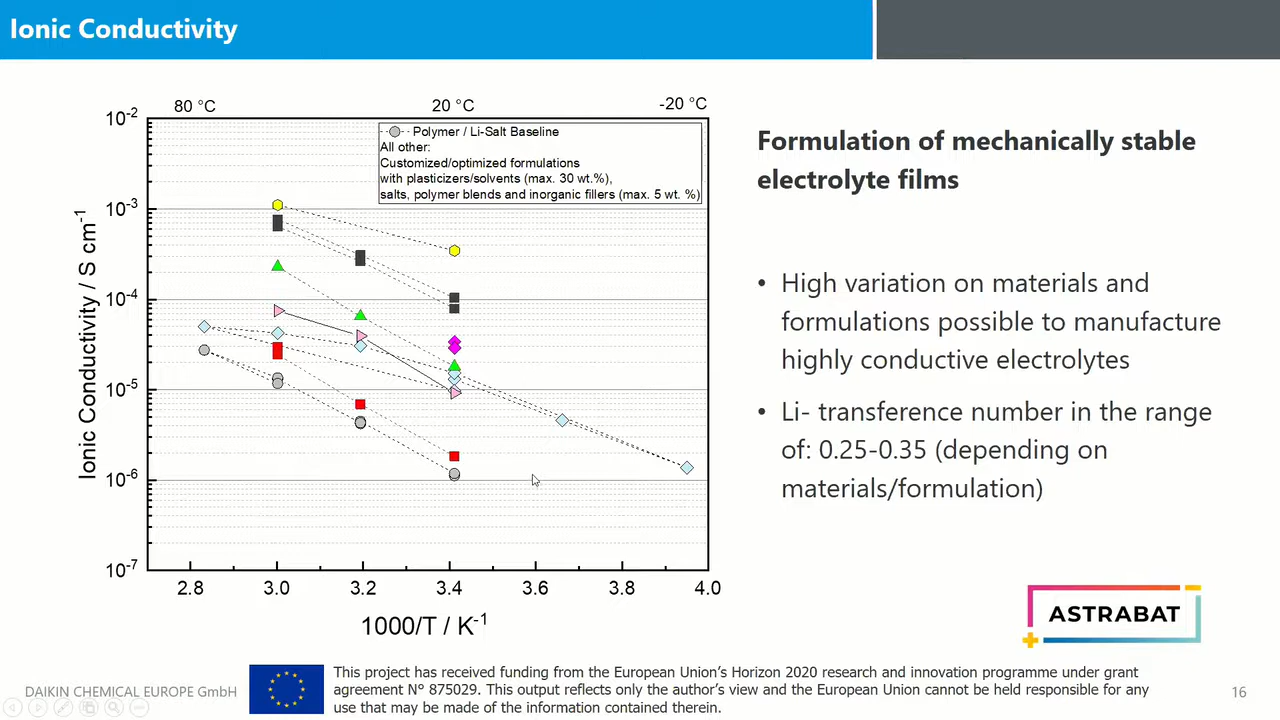 Ionic Conductivity
80 °C
20 °C
-20 °C
Polymer / Li-Salt Baseline
All other:
Customized/optimized formulations
with plasticizers/solvents (max. 30 wt.%),
salts, polymer blends and inorganic fillers (max. 5 wt. %)
10⁻²
10⁻³
10⁻⁴
10⁻⁵
10⁻⁶
10⁻⁷
Ionic Conductivity / S cm⁻¹
2.8 3.0 3.2 3.4 3.6 3.8 4.0
1000/T / K⁻¹
Formulation of mechanically stable
electrolyte films
• High variation on materials and
formulations possible to manufacture
highly conductive electrolytes
• Li- transference number in the range
of: 0.25-0.35 (depending on
materials/formulation)
ASTRABAT
DAIKIN CHEMICAL EUROPE GmbH
This project has received funding from the European Union's Horizon 2020 research and innovation programme under grant
agreement N° 875029. This output reflects only the author's view and the European Union cannot be held responsible for any
use that may be made of the information contained therein.
16